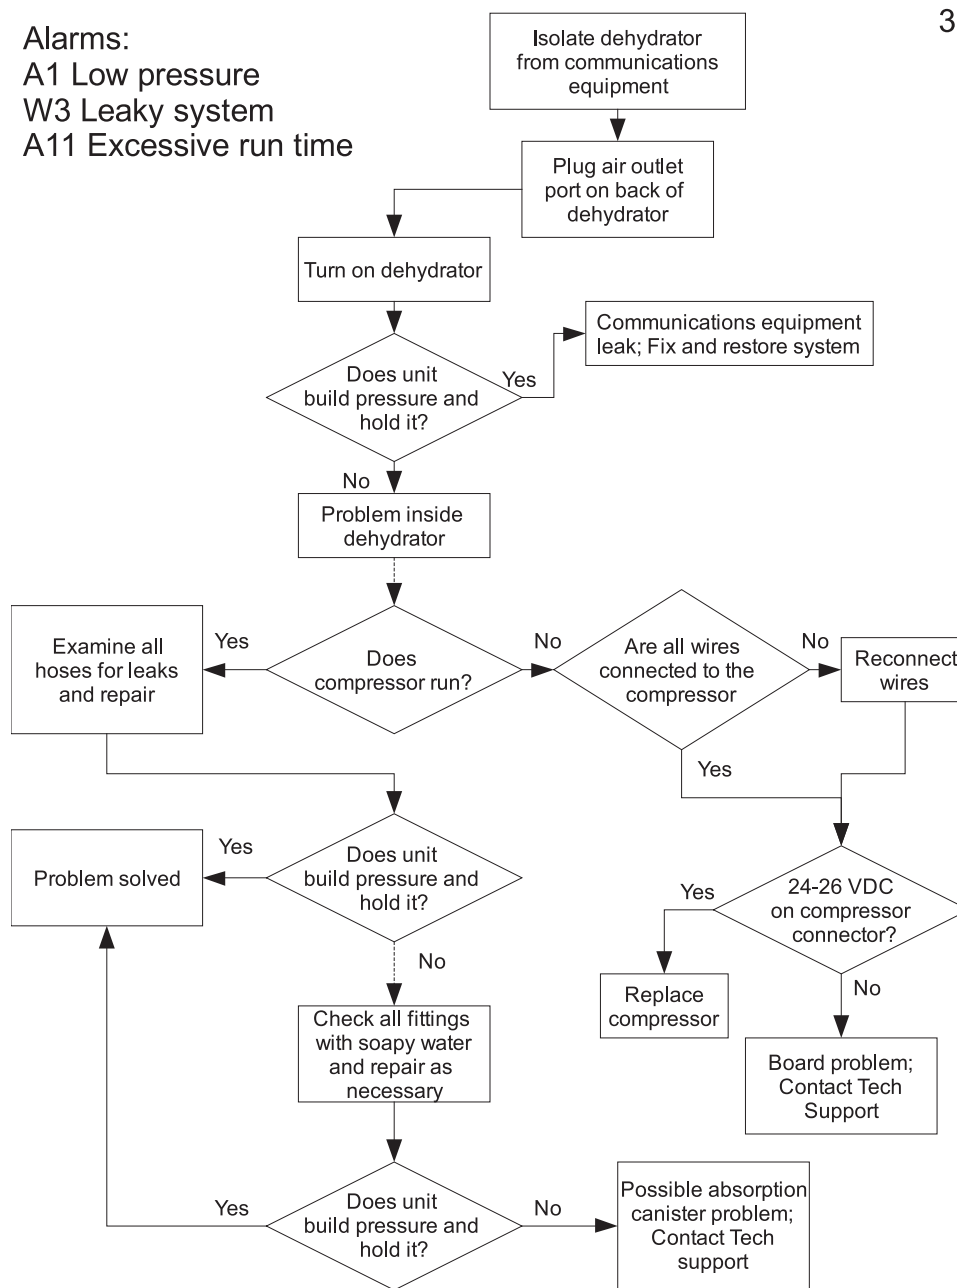 3
Alarms:
A1 Low pressure
W3 Leaky system
A11 Excessive run time
Isolate dehydrator
from communications
equipment
Plug air outlet
port on back of
dehydrator
Turn on dehydrator
Does unit
build pressure and
hold it?
Yes
Communications equipment
leak; Fix and restore system
No
Problem inside
dehydrator
Does
compressor run?
Yes
Examine all
hoses for leaks
and repair
No
Are all wires
connected to the
compressor
No
Reconnect
wires
Yes
Does unit
build pressure and
hold it?
Yes
Problem solved
24-26 VDC
on compressor
connector?
Yes
Replace
compressor
No
Board problem;
Contact Tech
Support
No
Check all fittings
with soapy water
and repair as
necessary
Does unit
build pressure and
hold it?
Yes
No
Possible absorption
canister problem;
Contact Tech
support